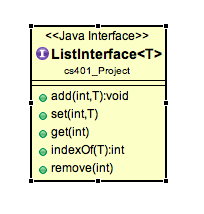 <<Java Interface>>
I ListInterface<T>
cs401_Project
add(int,T):void
set(int,T)
get(int)
indexOf(T):int
remove(int)